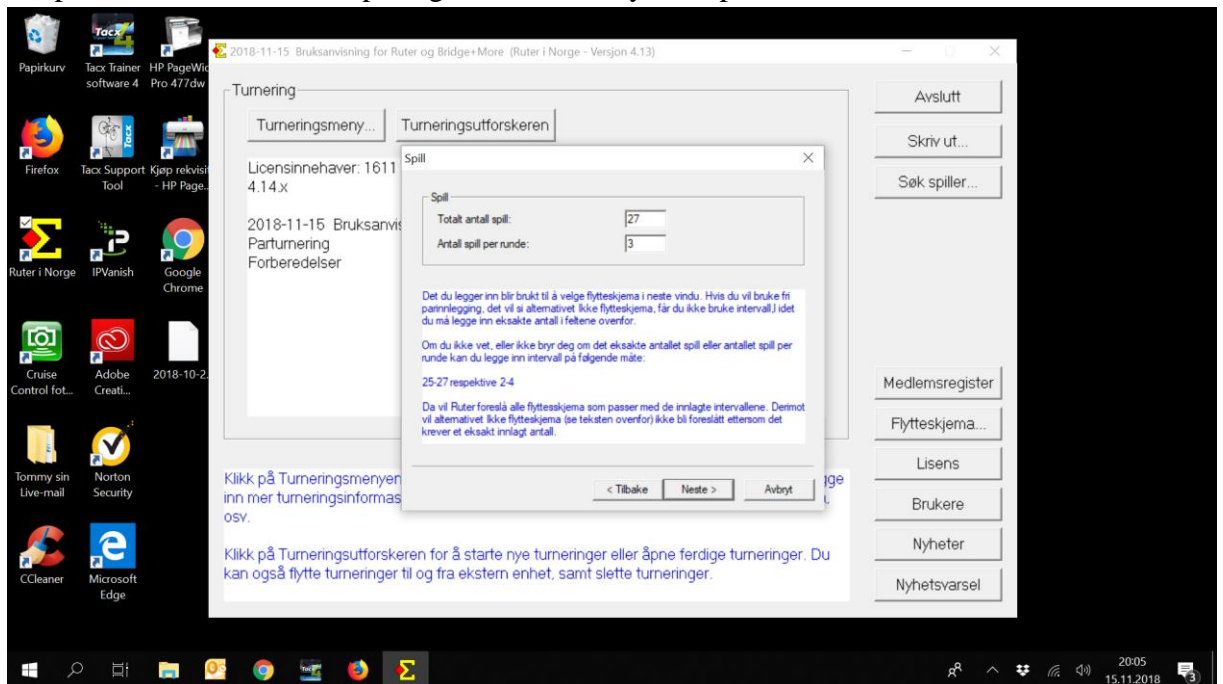 Papirkurv
Tacx Trainer
software 4
HP PageWide
Pro 477dw
Firefox
Tacx Support
Tool
Kjøp rekvisi
- HP Page...
Ruter i Norge
IPVanish
Google
Chrome
Cruise
Control fot...
Adobe
Creati...
2018-10-2
Tommy sin
Live-mail
Norton
Security
CCleaner
Microsoft
Edge
2018-11-15 Bruksanvisning for Ruter og Bridge+More (Ruter i Norge - Versjon 4.13)
Turnering
Turneringsmeny...
Turneringsutforskeren
Licensinnehaver: 1611
4.14.x
2018-11-15 Bruksanvis
Parturnering
Forberedelser
Spill
Spill
Totalt antall spill: 27
Antall spill per runde: 3
Det du legger inn blir brukt til å velge flytteskjema i neste vindu. Hvis du vil bruke fri
parinnlegging, det vil si alternativet Ikke flytteskjema, får du ikke bruke intervall,l idet
du må legge inn eksakte antall i feltene ovenfor.
Om du ikke vet, eller ikke bryr deg om det eksakte antallet spill eller antallet spill per
runde kan du legge inn intervall på følgende måte:
25-27 respektive 2-4
Da vil Ruter foreslå alle flyttesskjema som passer med de innlagte intervallene. Derimot
vil alternativet Ikke flytteskjema (se teksten ovenfor) ikke bli foreslått ettersom det
krever et eksakt innlagt antall.
< Tilbake
Neste >
Avbryt
Klikk på Turneringsmenyen
gge
inn mer turneringsinformas
osv.
Klikk på Turneringsutforskeren for å starte nye turneringer eller åpne ferdige turneringer. Du
kan også flytte turneringer til og fra ekstern enhet, samt slette turneringer.
Avslutt
Skriv ut...
Søk spiller...
Medlemsregister
Flytteskjema...
Lisens
Brukere
Nyheter
Nyhetsvarsel
20:05
15.11.2018
3